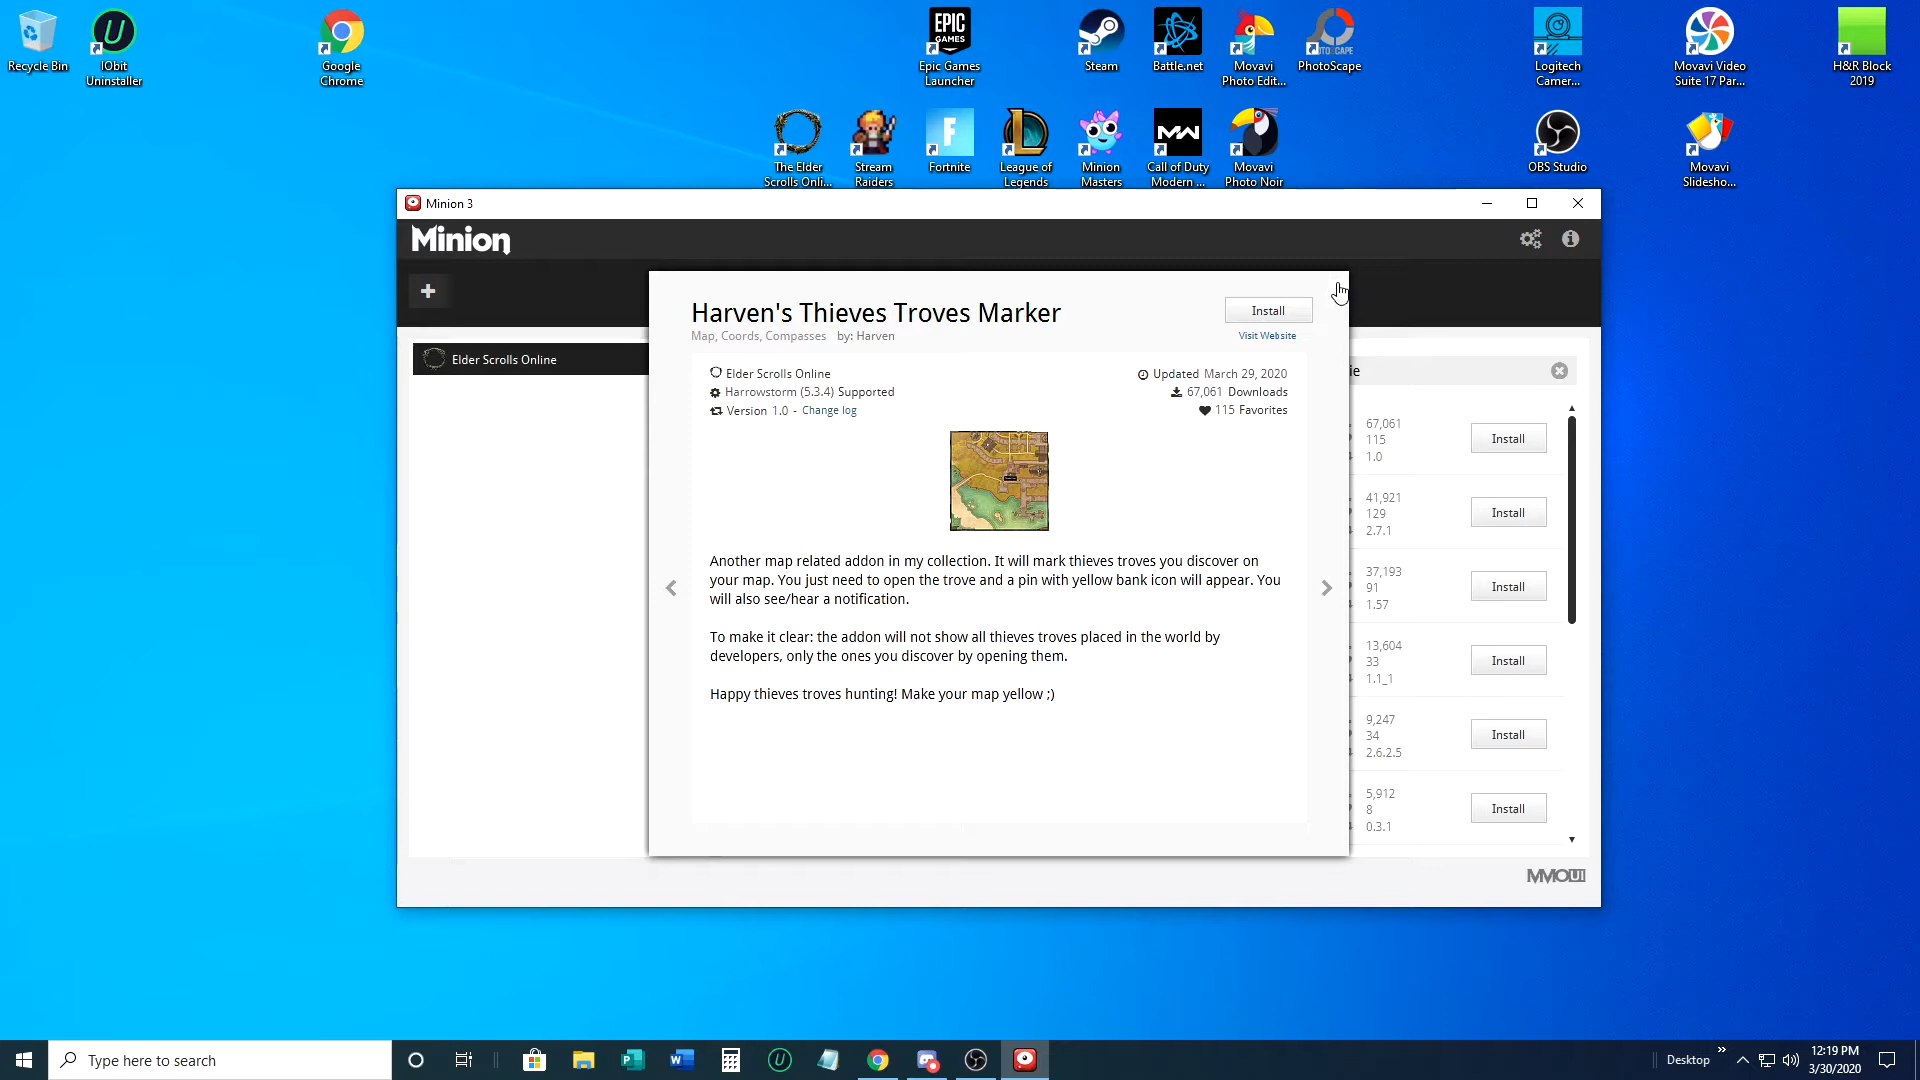 Recycle Bin
IObit
Uninstaller
Google
Chrome
EPIC
GAMES
Epic Games
Launcher
Steam
Battle.net
Movavi
Photo Edit...
PhotoScape
Logitech
Camer...
Movavi Video
Suite 17 Par...
H&R Block
2019
The Elder
Scrolls Onli...
Stream
Raiders
Fortnite
League of
Legends
Minion
Masters
Call of Duty
Modern ...
Movavi
Photo Noir
OBS Studio
Movavi
Slidesho...
Minion 3
Minion
Elder Scrolls Online
Harven's Thieves Troves Marker
Install
Map, Coords, Compasses by: Harven
Visit Website
Elder Scrolls Online
Updated March 29, 2020
Harrowstorm (5.3.4) Supported
67,061 Downloads
Version 1.0 - Change log
115 Favorites
Another map related addon in my collection. It will mark thieves troves you discover on
your map. You just need to open the trove and a pin with yellow bank icon will appear. You
will also see/hear a notification.
To make it clear: the addon will not show all thieves troves placed in the world by
developers, only the ones you discover by opening them.
Happy thieves troves hunting! Make your map yellow ;)
ie
67,061
115
1.0
Install
41,921
129
2.7.1
Install
37,193
91
1.57
Install
13,604
33
1.1_1
Install
9,247
34
2.6.2.5
Install
5,912
8
0.3.1
Install
MMOUI
Type here to search
Desktop
12:19 PM
3/30/2020